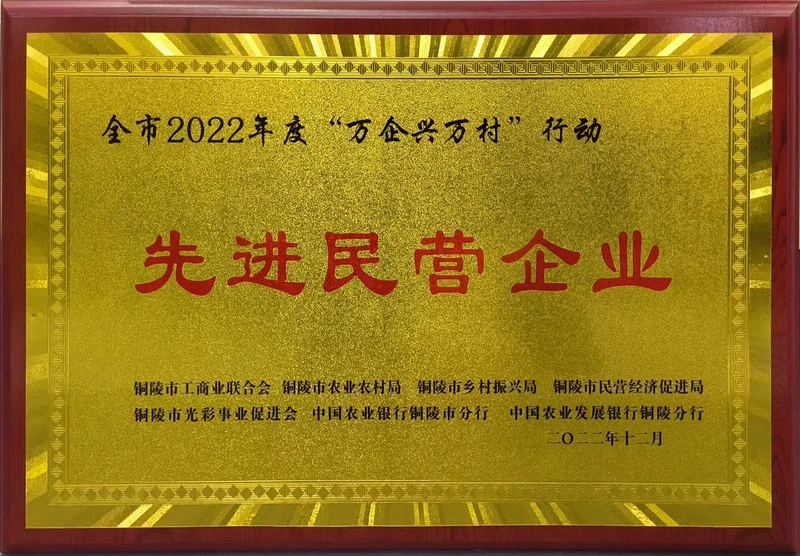 全市2022年度“万企兴万村”行动
先进民营企业
铜陵市工商业联合会 铜陵市农业农村局 铜陵市乡村振兴局 铜陵市民营经济促进局
铜陵市光彩事业促进会 中国农业银行铜陵市分行 中国农业发展银行铜陵分行
二〇二二年十二月